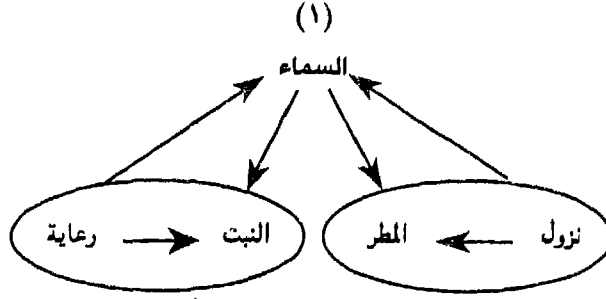 (١)
السماء
نزول المطر النبت رعاية